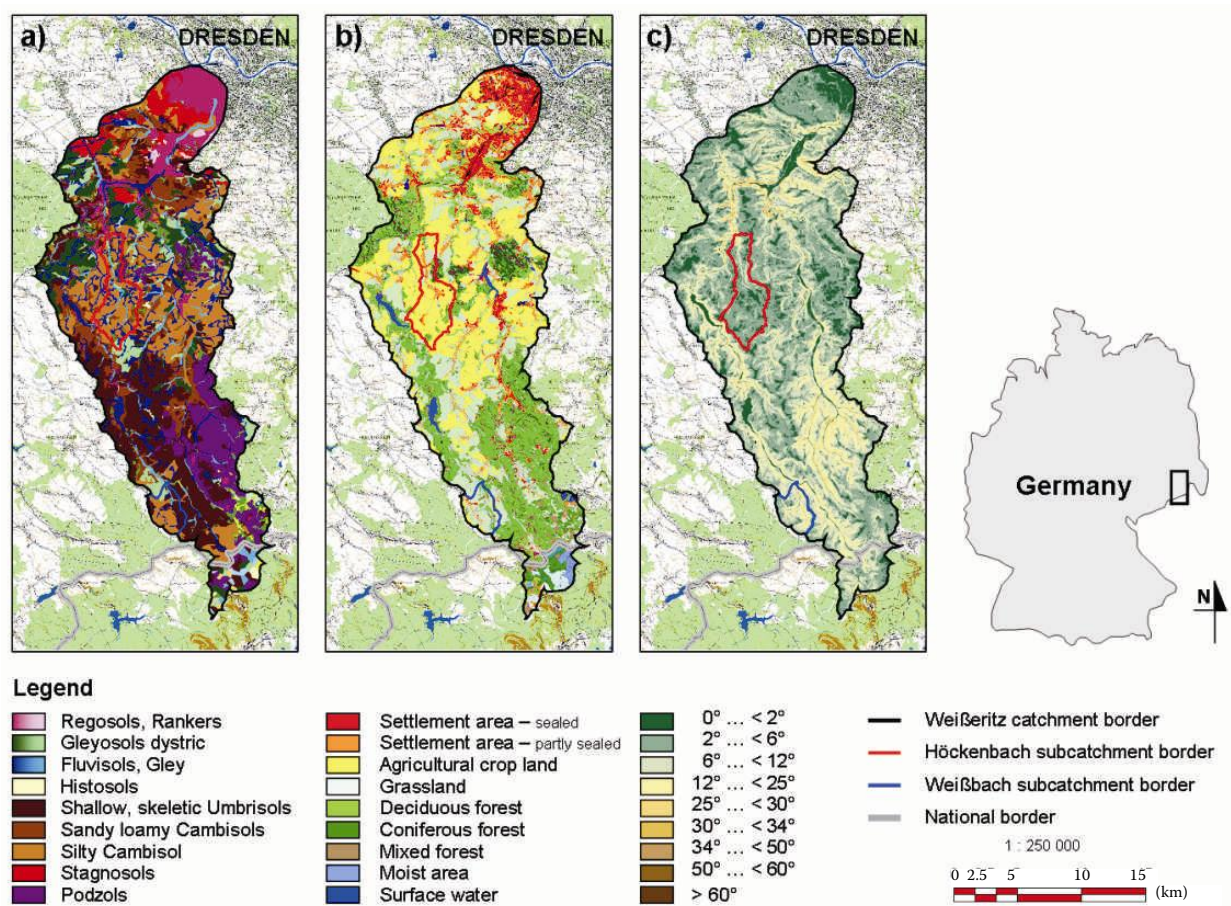 a) DRESDEN
b) DRESDEN
c) DRESDEN
Germany
N
Legend
Regosols, Rankers
Gleyosols dystric
Fluvisols, Gley
Histosols
Shallow, skeletic Umbrisols
Sandy loamy Cambisols
Silty Cambisol
Stagnosols
Podzols
Settlement area – sealed
Settlement area – partly sealed
Agricultural crop land
Grassland
Deciduous forest
Coniferous forest
Mixed forest
Moist area
Surface water
0° ... < 2°
2° ... < 6°
6° ... < 12°
12° ... < 25°
25° ... < 30°
30° ... < 34°
34° ... < 50°
50° ... < 60°
> 60°
Weißeritz catchment border
Höckenbach subcatchment border
Weißbach subcatchment border
National border
1 : 250 000
0 2.5 5 10 15 (km)